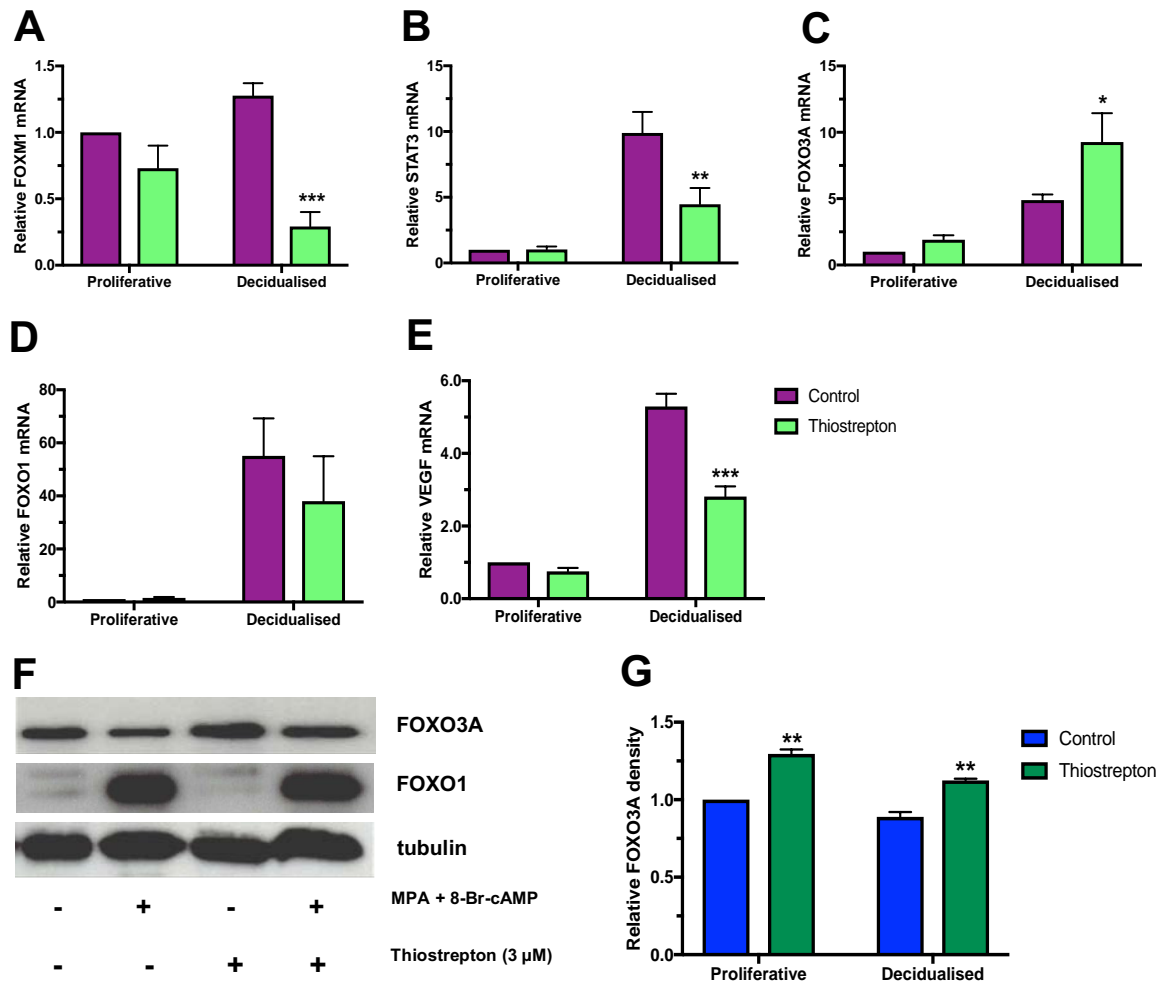 A
Relative FOXM1 mRNA
1.5
1.0
0.5
0.0
***
Proliferative Decidualised
B
Relative STAT3 mRNA
15
10
5
0
**
Proliferative Decidualised
C
Relative FOXO3A mRNA
15
10
5
0
*
Proliferative Decidualised
D
Relative FOXO1 mRNA
80
60
40
20
0
Proliferative Decidualised
E
Relative VEGF mRNA
6.0
4.0
2.0
0.0
***
Proliferative Decidualised
Control
Thiostrepton
F
FOXO3A
FOXO1
tubulin
- + - + MPA + 8-Br-cAMP
- - + + Thiostrepton (3 µM)
G
Relative FOXO3A density
1.5
1.0
0.5
0.0
**
**
Proliferative Decidualised
Control
Thiostrepton